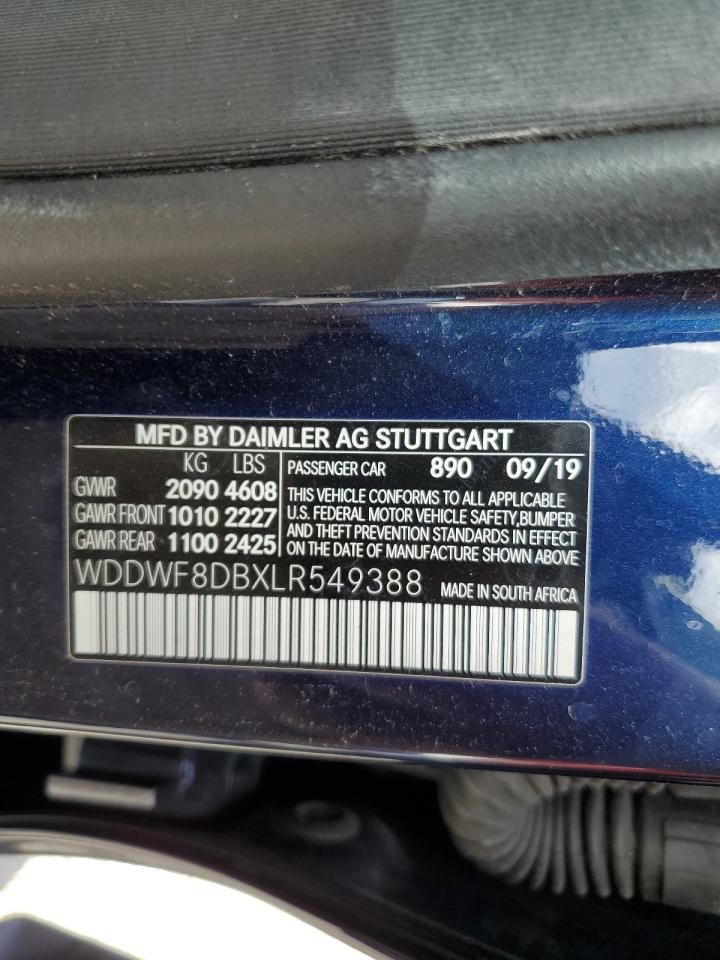 MFD BY DAIMLER AG STUTTGART
KG LBS
GVWR 2090 4608
GAWR FRONT 1010 2227
GAWR REAR 1100 2425
PASSENGER CAR 890 09/19
THIS VEHICLE CONFORMS TO ALL APPLICABLE
U.S. FEDERAL MOTOR VEHICLE SAFETY,BUMPER
AND THEFT PREVENTION STANDARDS IN EFFECT
ON DATE OF MANUFACTURE SHOWN ABOVE
WDDWF8DBXLR549388 MADE IN SOUTH AFRICA